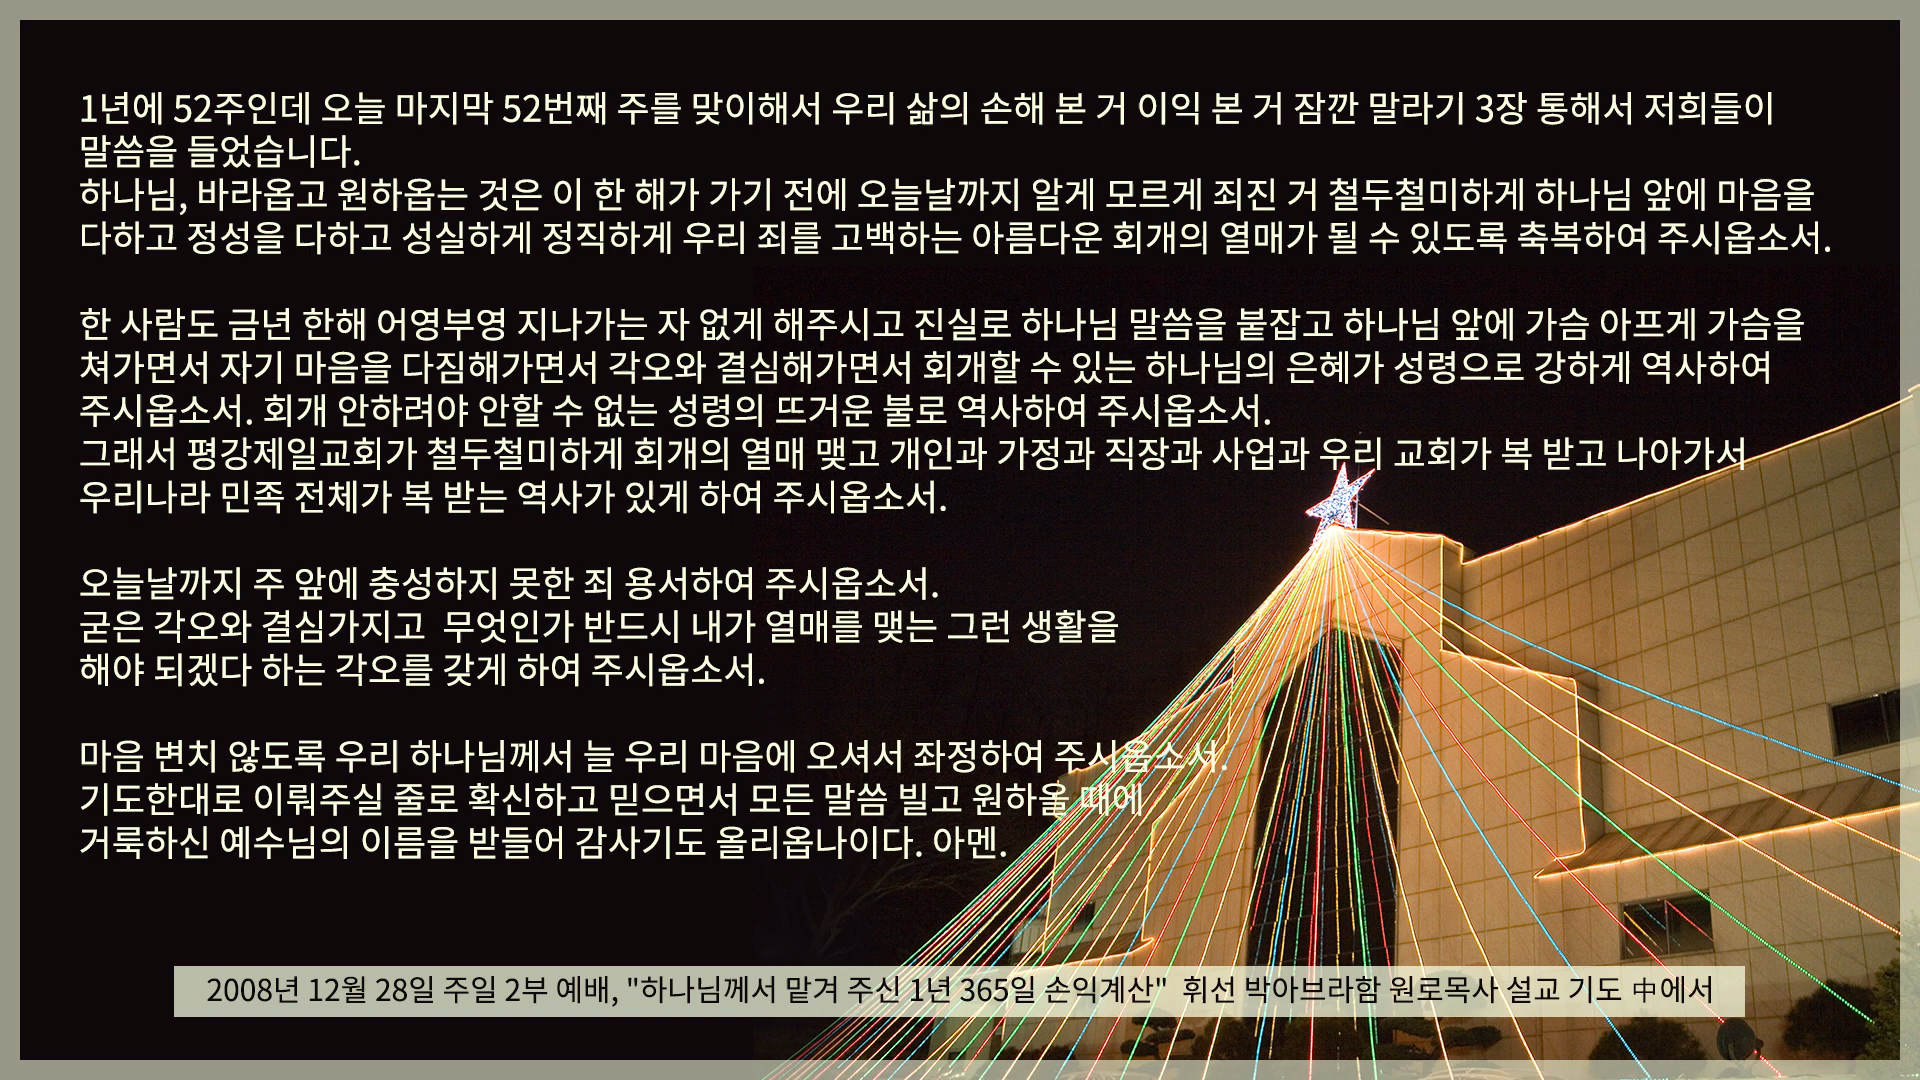 1년에 52주인데 오늘 마지막 52번째 주를 맞이해서 우리 삶의 손해 본 거 이익 본 거 잠깐 말라기 3장 통해서 저희들이
말씀을 들었습니다.
하나님, 바라옵고 원하옵는 것은 이 한 해가 가기 전에 오늘날까지 알게 모르게 죄진 거 철두철미하게 하나님 앞에 마음을
다하고 정성을 다하고 성실하게 정직하게 우리 죄를 고백하는 아름다운 회개의 열매가 될 수 있도록 축복하여 주시옵소서.
한 사람도 금년 한해 어영부영 지나가는 자 없게 해주시고 진실로 하나님 말씀을 붙잡고 하나님 앞에 가슴 아프게 가슴을
쳐가면서 자기 마음을 다짐해가면서 각오와 결심해가면서 회개할 수 있는 하나님의 은혜가 성령으로 강하게 역사하여
주시옵소서. 회개 안하려야 안할 수 없는 성령의 뜨거운 불로 역사하여 주시옵소서.
그래서 평강제일교회가 철두철미하게 회개의 열매 맺고 개인과 가정과 직장과 사업과 우리 교회가 복 받고 나아가서
우리나라 민족 전체가 복 받는 역사가 있게 하여 주시옵소서.
오늘날까지 주 앞에 충성하지 못한 죄 용서하여 주시옵소서.
굳은 각오와 결심가지고 무엇인가 반드시 내가 열매를 맺는 그런 생활을
해야 되겠다 하는 각오를 갖게 하여 주시옵소서.
마음 변치 않도록 우리 하나님께서 늘 우리 마음에 오셔서 좌정하여 주시옵소서.
기도한대로 이뤄주실 줄로 확신하고 믿으면서 모든 말씀 빌고 원하올 때에
거룩하신 예수님의 이름을 받들어 감사기도 올리옵나이다. 아멘.
2008년 12월 28일 주일 2부 예배, "하나님께서 맡겨 주신 1년 365일 손익계산" 휘선 박아브라함 원로목사 설교 기도 中에서